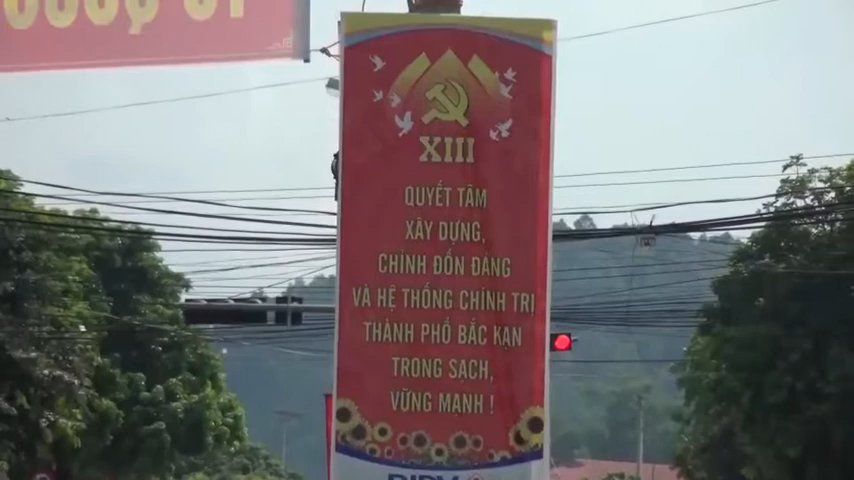 XIII
QUYẾT TÂM
XÂY DỰNG,
CHỈNH ĐỐN ĐẢNG
VÀ HỆ THỐNG CHÍNH TRỊ
THÀNH PHỐ BẮC KẠN
TRONG SẠCH,
VỮNG MẠNH !